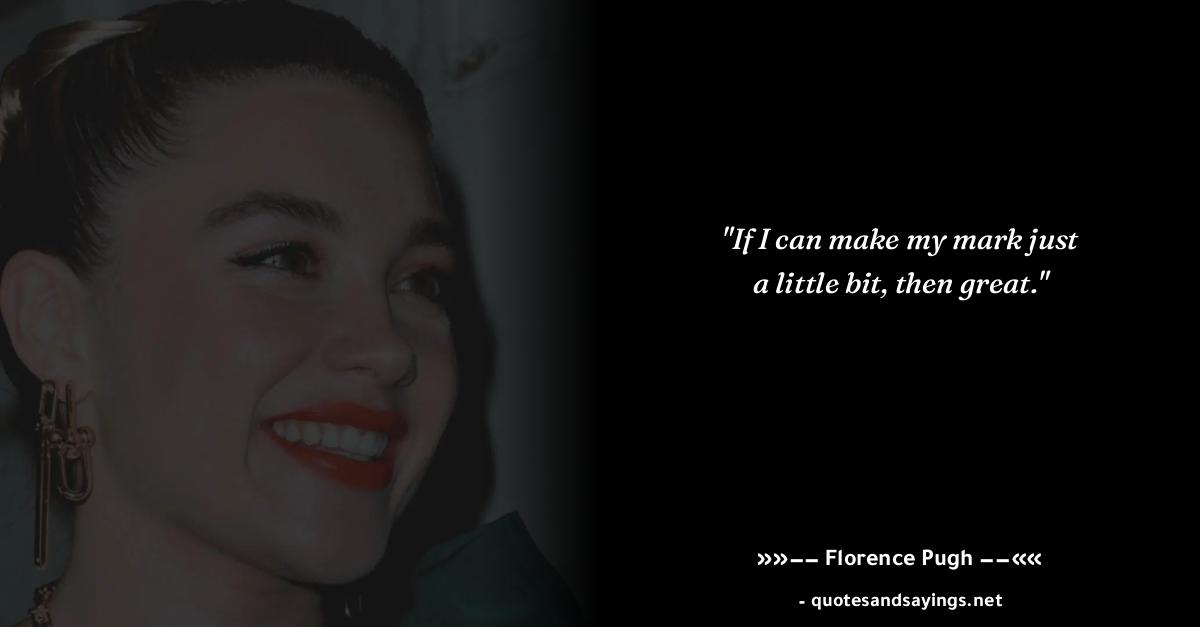 "If I can make my mark just
a little bit, then great."
»»−− Florence Pugh −−««
- quotesandsayings.net